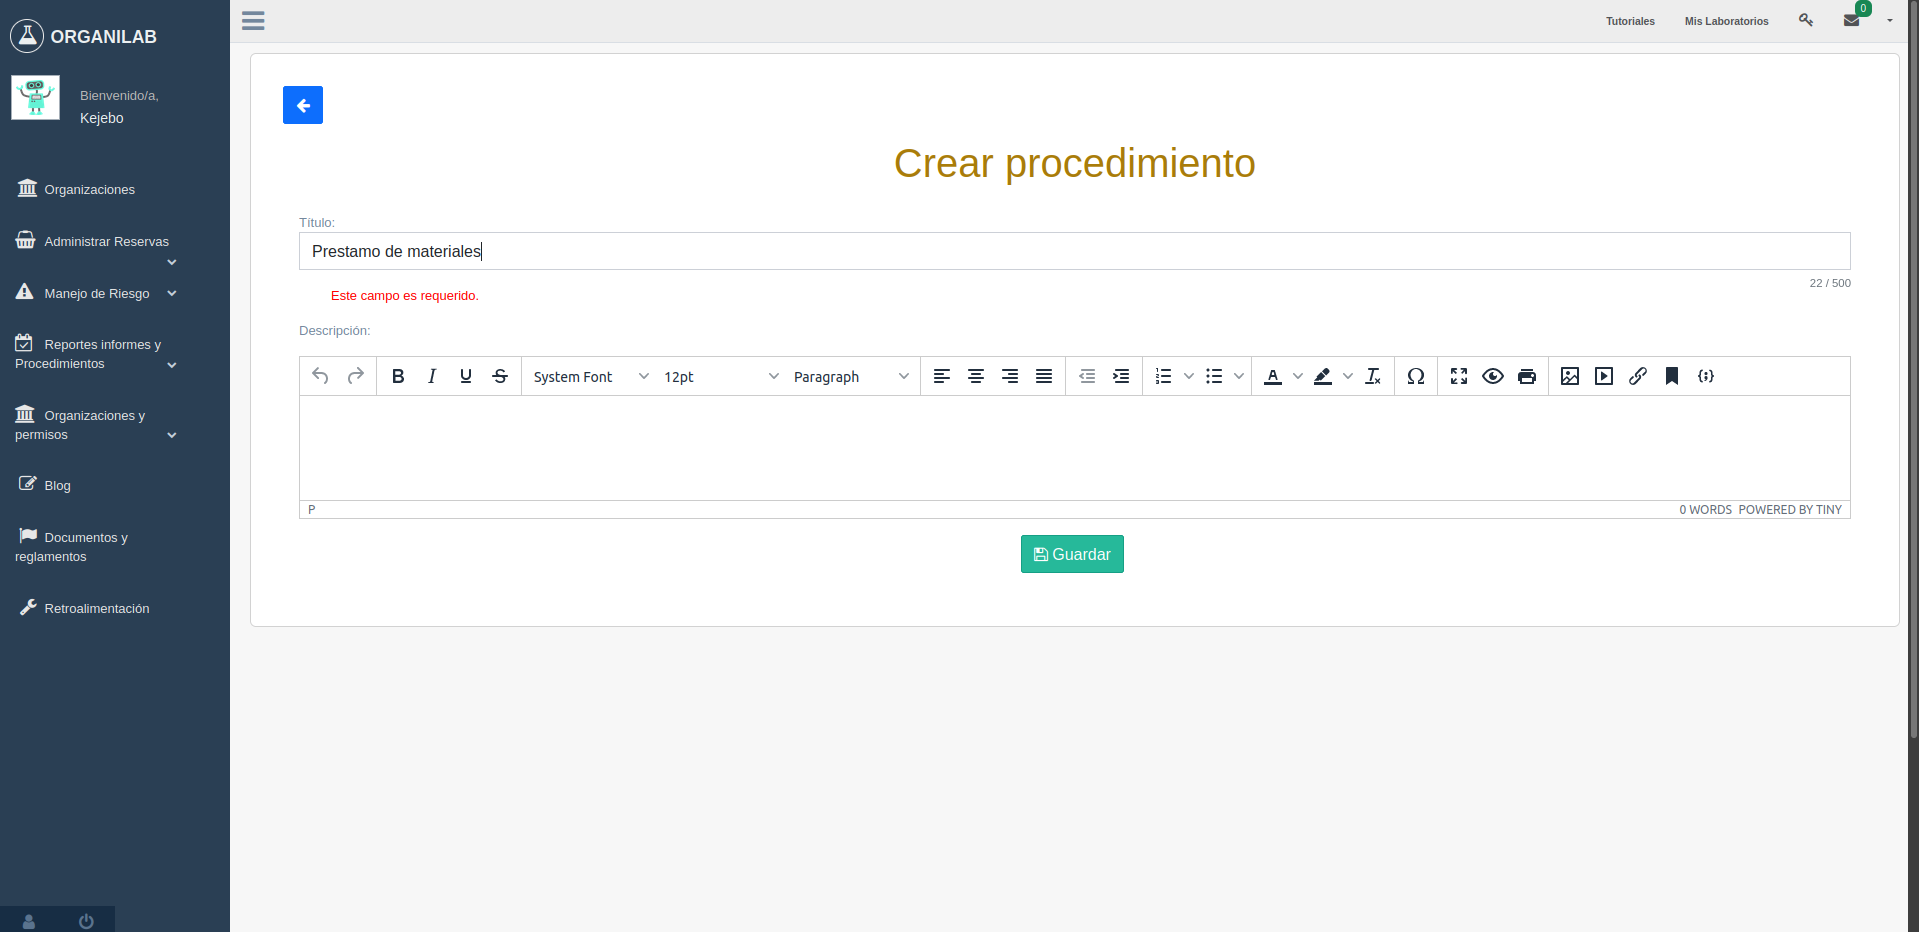 ORGANILAB
Bienvenido/a,
Kejebo
Organizaciones
Administrar Reservas
Manejo de Riesgo
Reportes informes y
Procedimientos
Organizaciones y
permisos
Blog
Documentos y
reglamentos
Retroalimentación
Tutoriales
Mis Laboratorios
0
Crear procedimiento
Título:
Prestamo de materiales
22 / 500
Este campo es requerido.
Descripción:
System Font
12pt
Paragraph
P
0 WORDS POWERED BY TINY
Guardar